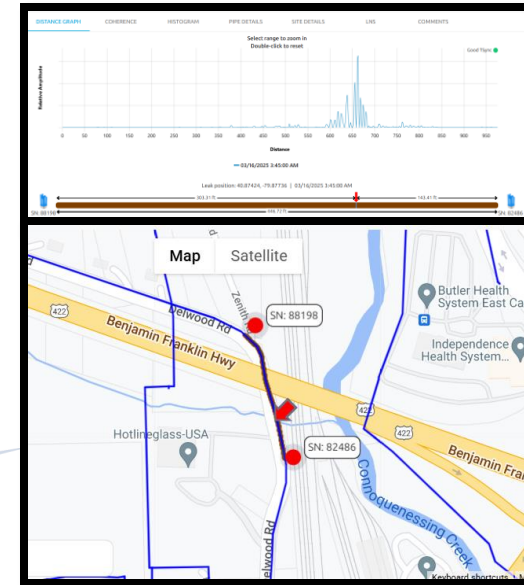 DISTANCE GRAPH COHERENCE HISTOGRAM PIPE DETAILS SITE DETAILS LNS COMMENTS
Select range to zoom in
Double-click to reset
Good Tsync
Relative Amplitude
0 50 100 150 200 250 300 350 400 450 500 550 600 650 700 750 800 850 900 950
Distance
03/16/2025 3:45:00 AM
Leak position: 40.87424, -79.87736 | 03/16/2025 3:45:00 AM
SN: 88198
SN: 82486
Map Satellite
422
Delwood Rd
Zenith
SN: 88198
Benjamin Franklin Hwy
Butler Health
System East Ca
Independence
Health System...
422
422
Hotlineglass-USA
SN: 82486
Benjamin Fran
Connoquenessing Creek
elwood Rd
Keyboard shortcuts